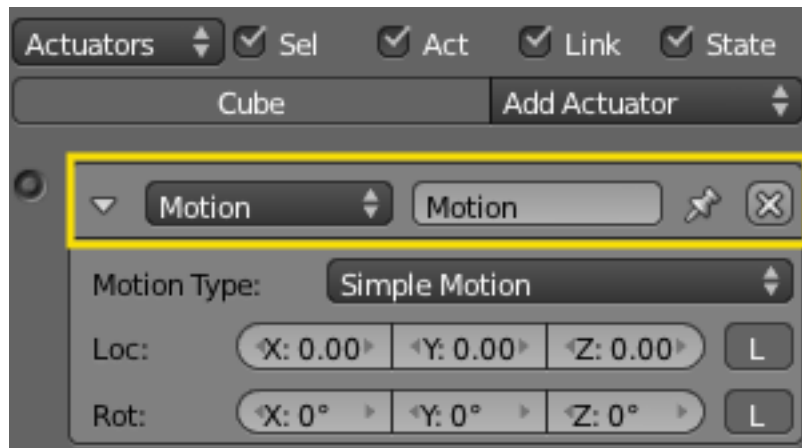 Actuators Sel Act Link State
Cube Add Actuator
Motion Motion
Motion Type: Simple Motion
Loc: X: 0.00 Y: 0.00 Z: 0.00 L
Rot: X: 0° Y: 0° Z: 0° L